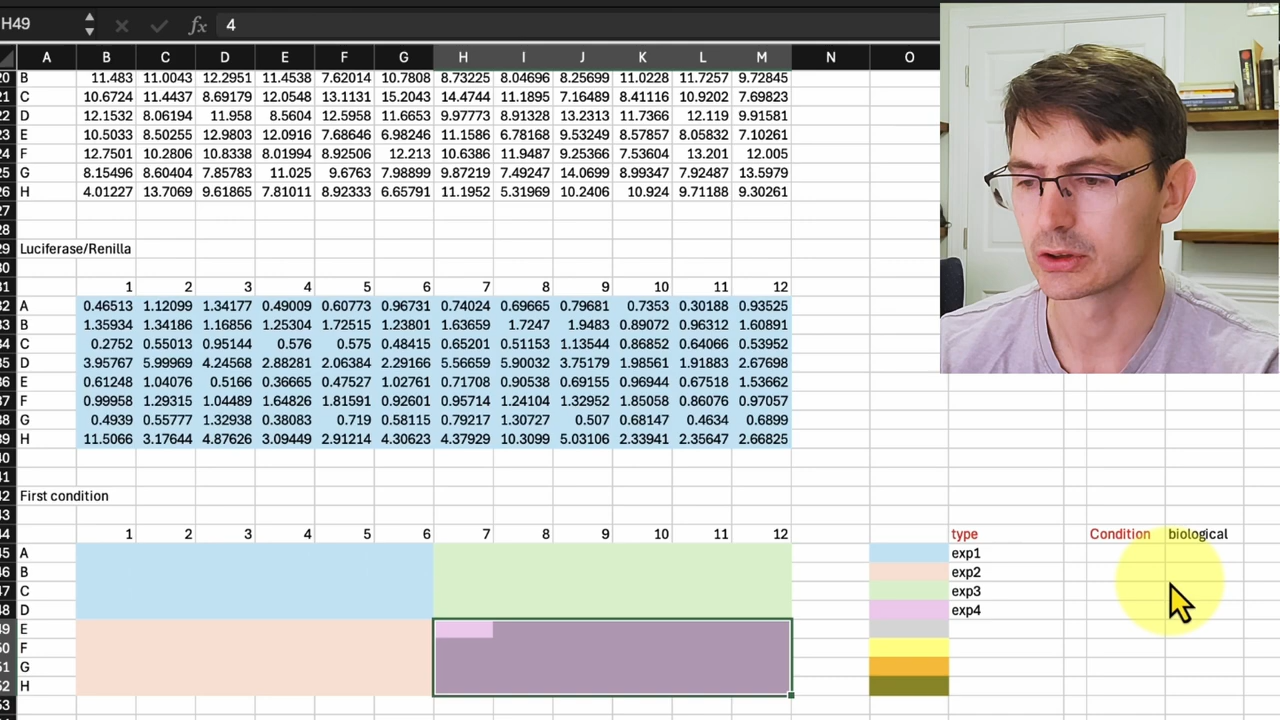 H49 fx 4
A B C D E F G H I J K L M N O
20 B 11.483 11.0043 12.2951 11.4538 7.62014 10.7808 8.73225 8.04696 8.25699 11.0228 11.7257 9.72845
21 C 10.6724 11.4437 8.69179 12.0548 13.1131 15.2043 14.4744 11.1895 7.16489 8.41116 10.9202 7.69823
22 D 12.1532 8.06194 11.958 8.5604 12.5958 11.6653 9.97773 8.91328 13.2313 11.7366 12.119 9.91581
23 E 10.5033 8.50255 12.9803 12.0916 7.68646 6.98246 11.1586 6.78168 9.53249 8.57857 8.05832 7.10261
24 F 12.7501 10.2806 10.8338 8.01994 8.92506 12.213 10.6386 11.9487 9.25366 7.53604 13.201 12.005
25 G 8.15496 8.60404 7.85783 11.025 9.6763 7.98899 9.87219 7.49247 14.0699 8.99347 7.92487 13.5979
26 H 4.01227 13.7069 9.61865 7.81011 8.92333 6.65791 11.1952 5.31969 10.2406 10.924 9.71188 9.30261
27
28
29 Luciferase/Renilla
30
31 1 2 3 4 5 6 7 8 9 10 11 12
32 A 0.46513 1.12099 1.34177 0.49009 0.60773 0.96731 0.74024 0.69665 0.79681 0.7353 0.30188 0.93525
33 B 1.35934 1.34186 1.16856 1.25304 1.72515 1.23801 1.63659 1.7247 1.9483 0.89072 0.96312 1.60891
34 C 0.2752 0.55013 0.95144 0.576 0.575 0.48415 0.65201 0.51153 1.13544 0.86852 0.64066 0.53952
35 D 3.95767 5.99969 4.24568 2.88281 2.06384 2.29166 5.56659 5.90032 3.75179 1.98561 1.91883 2.67698
36 E 0.61248 1.04076 0.5166 0.36665 0.47527 1.02761 0.71708 0.90538 0.69155 0.96944 0.67518 1.53662
37 F 0.99958 1.29315 1.04489 1.64826 1.81591 0.92601 0.95714 1.24104 1.32952 1.85058 0.86076 0.97057
38 G 0.4939 0.55777 1.32938 0.38083 0.719 0.58115 0.79217 1.30727 0.507 0.68147 0.4634 0.6899
39 H 11.5066 3.17644 4.87626 3.09449 2.91214 4.30623 4.37929 10.3099 5.03106 2.33941 2.35647 2.66825
40
41
42 First condition
43
44 1 2 3 4 5 6 7 8 9 10 11 12 type Condition biological
45 A exp1
46 B exp2
47 C exp3
48 D exp4
49 E
50 F
51 G
52 H
53